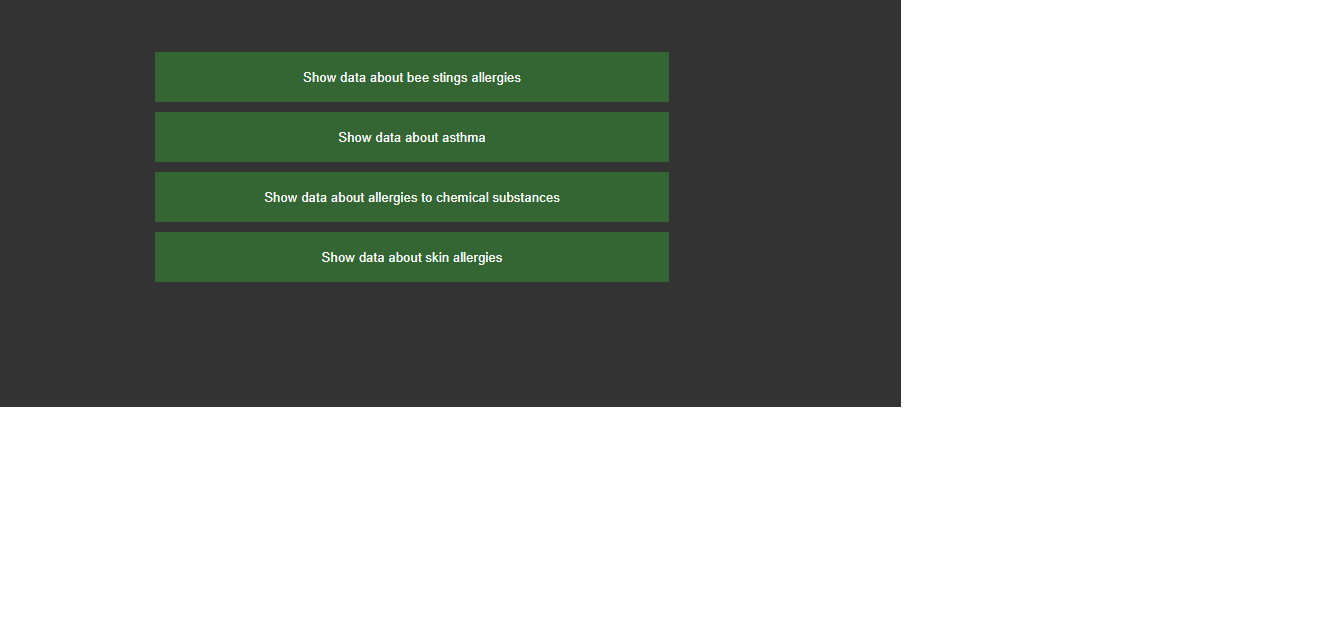 Show data about bee stings allergies
Show data about asthma
Show data about allergies to chemical substances
Show data about skin allergies